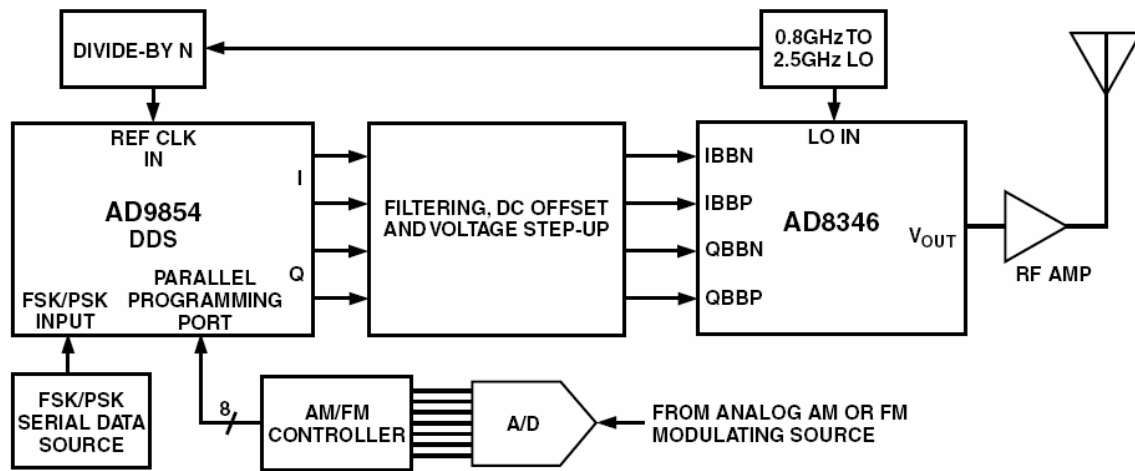 DIVIDE-BY N
0.8GHz TO
2.5GHz LO
REF CLK
IN
I
AD9854
DDS
Q
FSK/PSK
INPUT
PARALLEL
PROGRAMMING
PORT
FILTERING, DC OFFSET
AND VOLTAGE STEP-UP
LO IN
IBBN
IBBP
QBBN
QBBP
AD8346
VOUT
RF AMP
FSK/PSK
SERIAL DATA
SOURCE
8
AM/FM
CONTROLLER
A/D
FROM ANALOG AM OR FM
MODULATING SOURCE